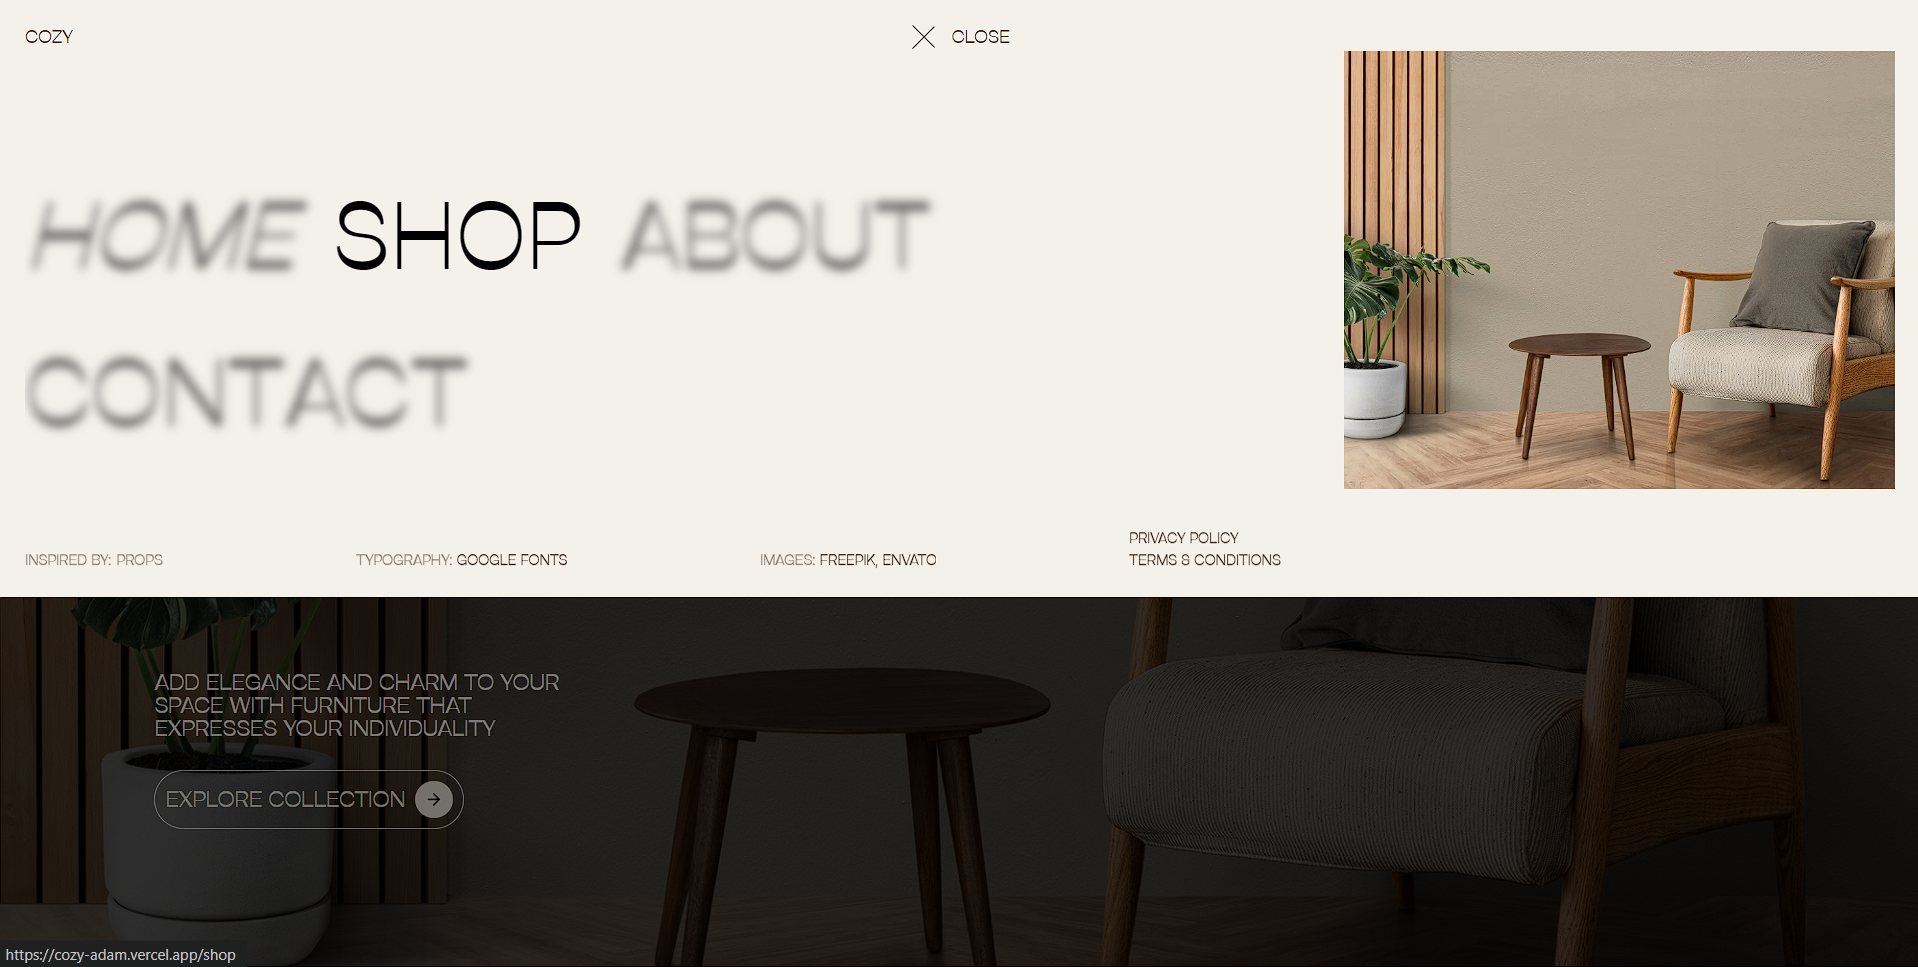 COZY
CLOSE
HOME SHOP ABOUT
CONTACT
INSPIRED BY: PROPS
TYPOGRAPHY: GOOGLE FONTS
IMAGES: FREEPIK, ENVATO
PRIVACY POLICY
TERMS & CONDITIONS
ADD ELEGANCE AND CHARM TO YOUR
SPACE WITH FURNITURE THAT
EXPRESSES YOUR INDIVIDUALITY
EXPLORE COLLECTION
https://cozy-adam.vercel.app/shop